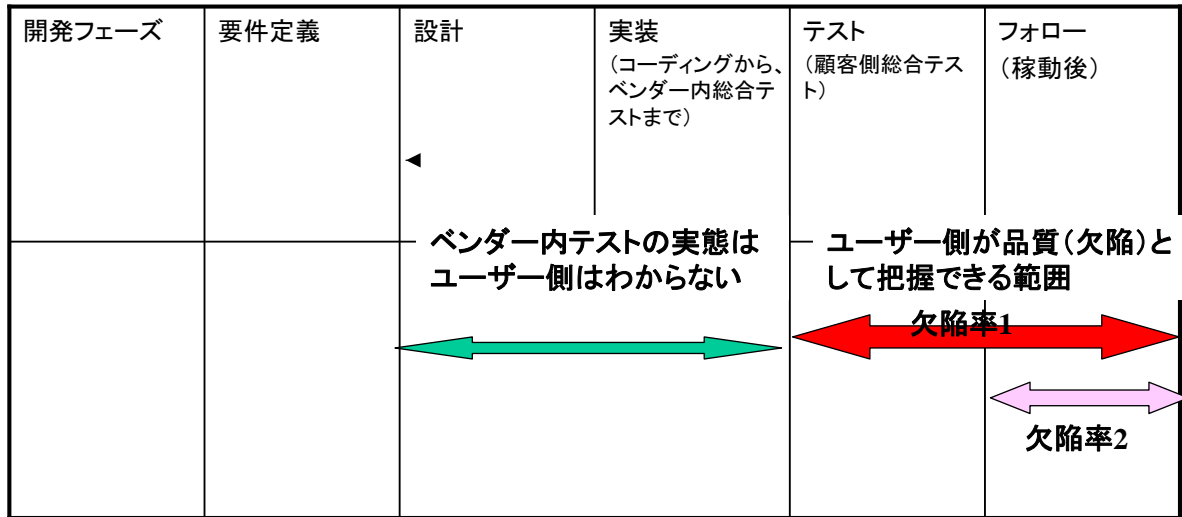 開発フェーズ
要件定義
設計
実装
（コーディングから、
ベンダー内総合テ
ストまで）
テスト
（顧客側総合テス
ト）
フォロー
（稼動後）
ベンダー内テストの実態は
ユーザー側はわからない
ユーザー側が品質（欠陥）と
して把握できる範囲
欠陥率1
欠陥率2